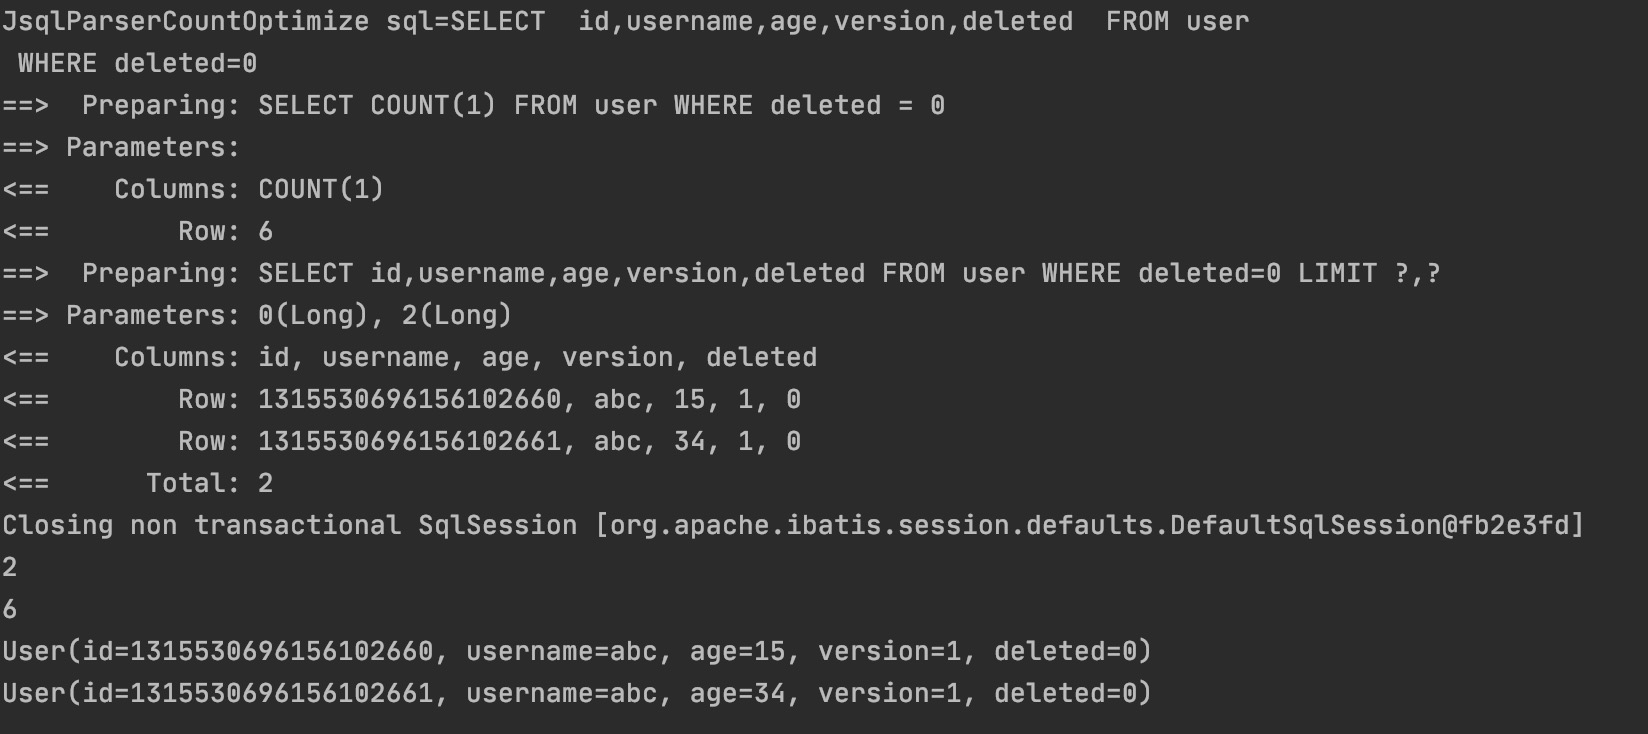 JsqlParserCountOptimize sql=SELECT  id,username,age,version,deleted  FROM user
 WHERE deleted=0
==>  Preparing: SELECT COUNT(1) FROM user WHERE deleted = 0
==> Parameters:
<==    Columns: COUNT(1)
<==        Row: 6
==>  Preparing: SELECT id,username,age,version,deleted FROM user WHERE deleted=0 LIMIT ?,?
==> Parameters: 0(Long), 2(Long)
<==    Columns: id, username, age, version, deleted
<==        Row: 1315530696156102660, abc, 15, 1, 0
<==        Row: 1315530696156102661, abc, 34, 1, 0
<==      Total: 2
Closing non transactional SqlSession [org.apache.ibatis.session.defaults.DefaultSqlSession@fb2e3fd]
2
6
User(id=1315530696156102660, username=abc, age=15, version=1, deleted=0)
User(id=1315530696156102661, username=abc, age=34, version=1, deleted=0)